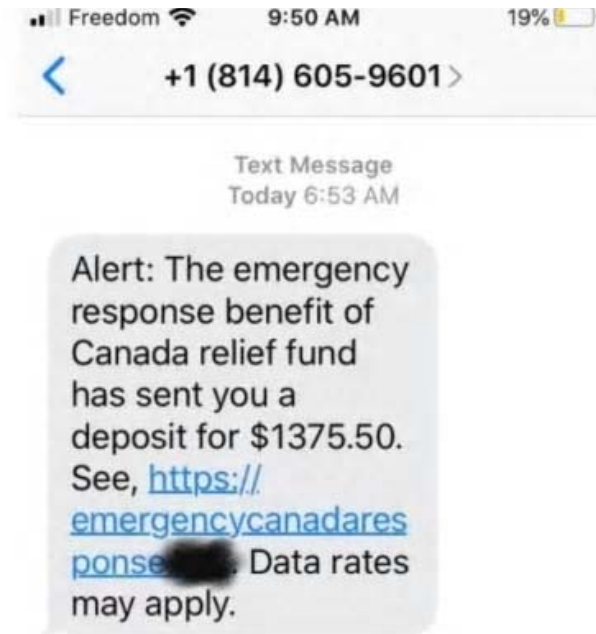 Freedom 9:50 AM 19%
+1 (814) 605-9601
Text Message
Today 6:53 AM
Alert: The emergency
response benefit of
Canada relief fund
has sent you a
deposit for $1375.50.
See, https://
emergencycanadares
ponse . Data rates
may apply.